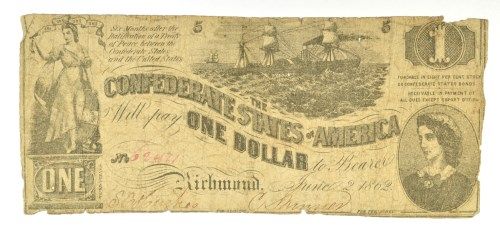 Six Months after the
Ratification of a Treaty
of Peace between the
Confederate States
and the United States
5
5
1
FUNDABLE IN EIGHT PER CENT STOCK
OR CONFEDERATE STATES BONDS
RECEIVABLE IN PAYMENT OF
ALL DUES EXCEPT EXPORT DUTIES
THE
CONFEDERATE STATES OF AMERICA
Will pay
ONE DOLLAR
to Bearer
No
Richmond, June 2 1862
ONE